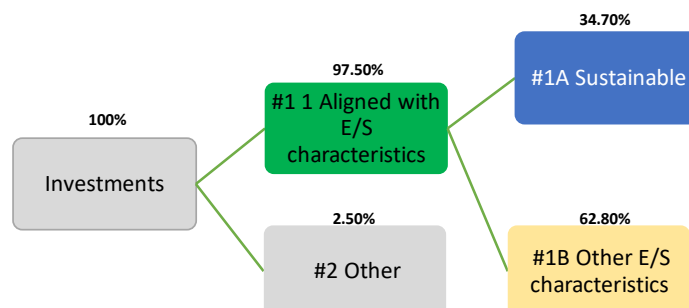 34.70%
#1A Sustainable
97.50%
#1 1 Aligned with
E/S
characteristics
100%
Investments
2.50%
#2 Other
62.80%
#1B Other E/S
characteristics